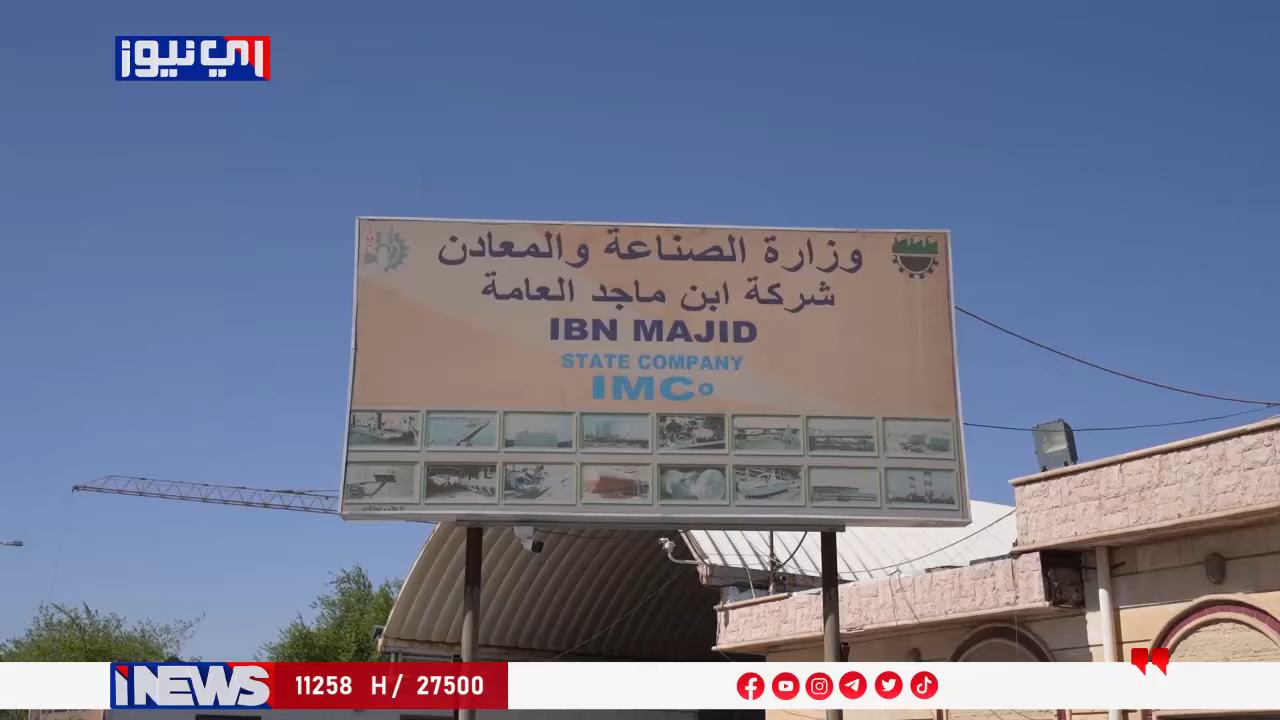 اي نيوز
وزارة الصناعة والمعادن
شركة ابن ماجد العامة
IBN MAJID
STATE COMPANY
IMCo
iNEWS
11258 H/ 27500